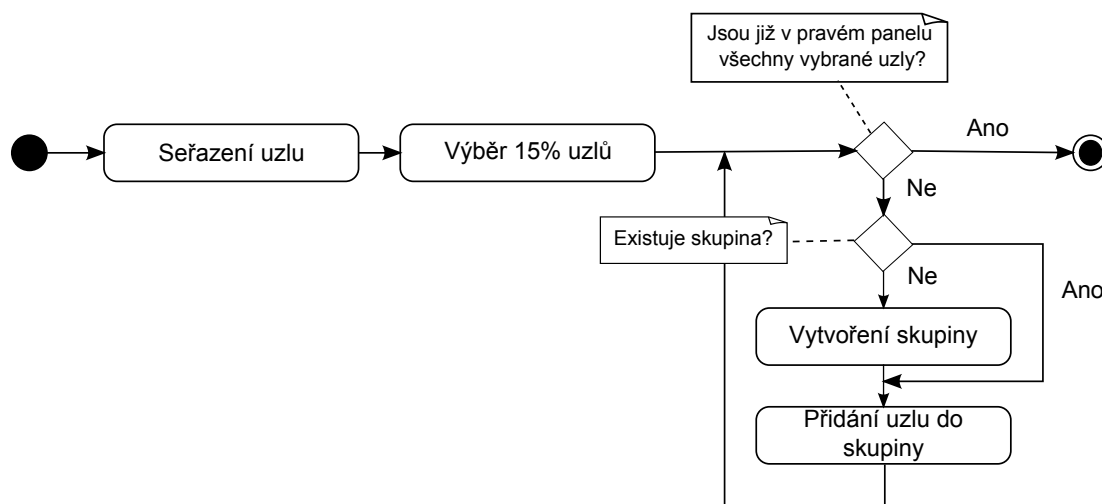 Jsou již v pravém panelu
všechny vybrané uzly?
Seřazení uzlu
Výběr 15% uzlů
Ano
Ne
Existuje skupina?
Ne
Ano
Vytvoření skupiny
Přidání uzlu do
skupiny